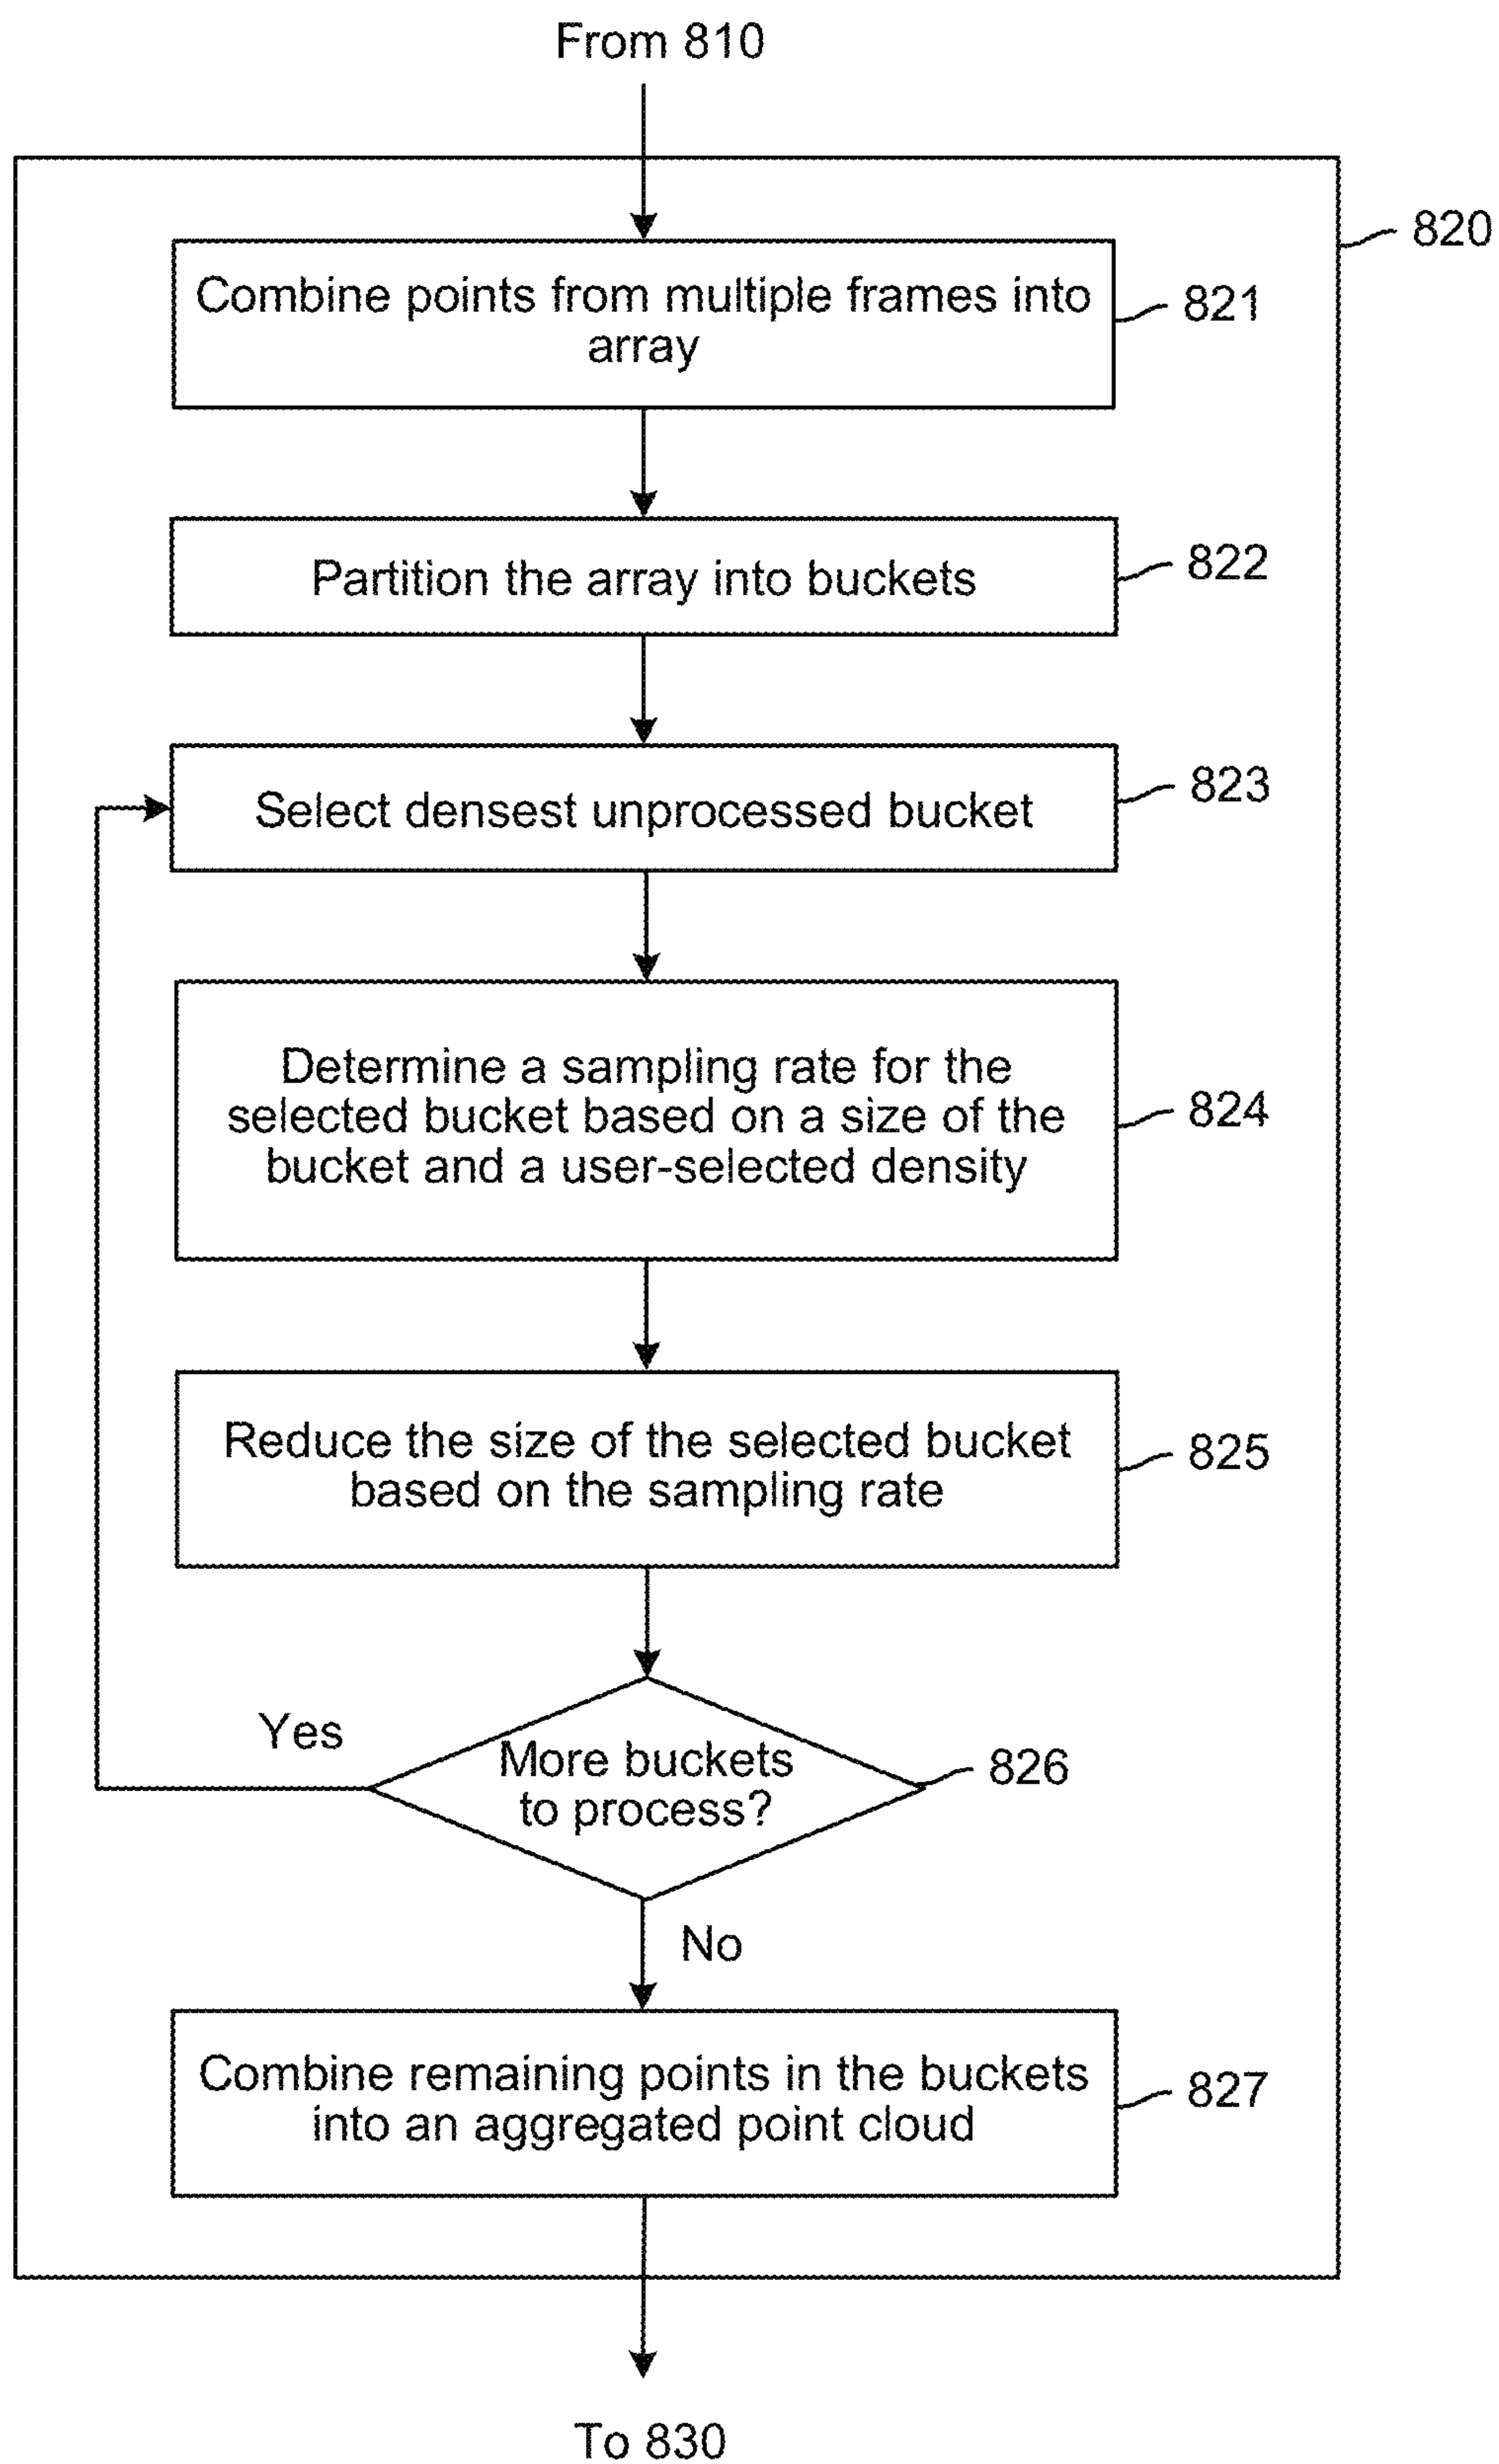 From 810
820
Combine points from multiple frames into
array
821
Partition the array into buckets
822
Select densest unprocessed bucket
823
Determine a sampling rate for the
selected bucket based on a size of the
bucket and a user-selected density
824
Reduce the size of the selected bucket
based on the sampling rate
825
Yes
More buckets
to process?
826
No
Combine remaining points in the buckets
into an aggregated point cloud
827
To 830